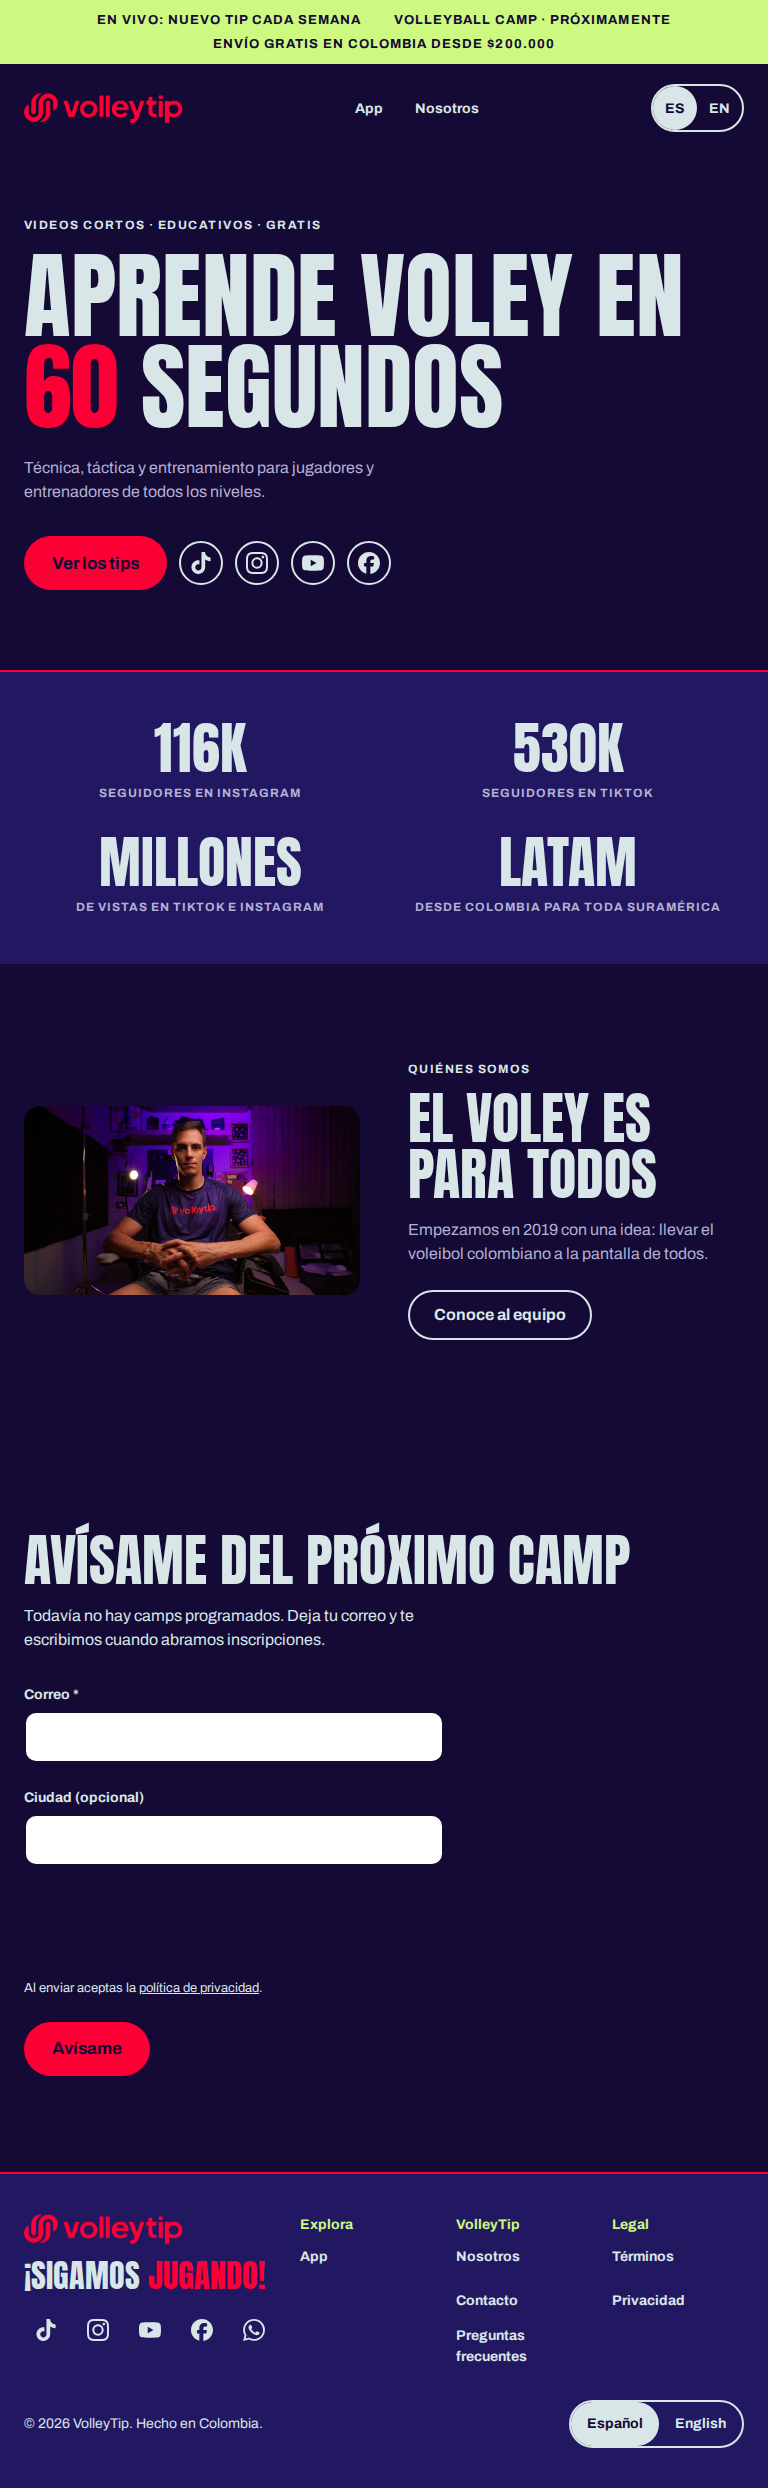 EN VIVO: NUEVO TIP CADA SEMANA VOLLEYBALL CAMP · PRÓXIMAMENTE
ENVÍO GRATIS EN COLOMBIA DESDE $200.000
volleytip
App Nosotros
ES EN
VIDEOS CORTOS · EDUCATIVOS · GRATIS
APRENDE VOLEY EN
60 SEGUNDOS
Técnica, táctica y entrenamiento para jugadores y
entrenadores de todos los niveles.
Ver los tips
116K
SEGUIDORES EN INSTAGRAM
530K
SEGUIDORES EN TIKTOK
MILLONES
DE VISTAS EN TIKTOK E INSTAGRAM
LATAM
DESDE COLOMBIA PARA TODA SURAMÉRICA
volleytip
QUIÉNES SOMOS
EL VOLEY ES
PARA TODOS
Empezamos en 2019 con una idea: llevar el
voleibol colombiano a la pantalla de todos.
Conoce al equipo
AVÍSAME DEL PRÓXIMO CAMP
Todavía no hay camps programados. Deja tu correo y te
escribimos cuando abramos inscripciones.
Correo *
Ciudad (opcional)
Al enviar aceptas la política de privacidad.
Avísame
volleytip
¡SIGAMOS JUGANDO!
Explora
App
VolleyTip
Nosotros
Contacto
Preguntas
frecuentes
Legal
Términos
Privacidad
© 2026 VolleyTip. Hecho en Colombia.
Español English